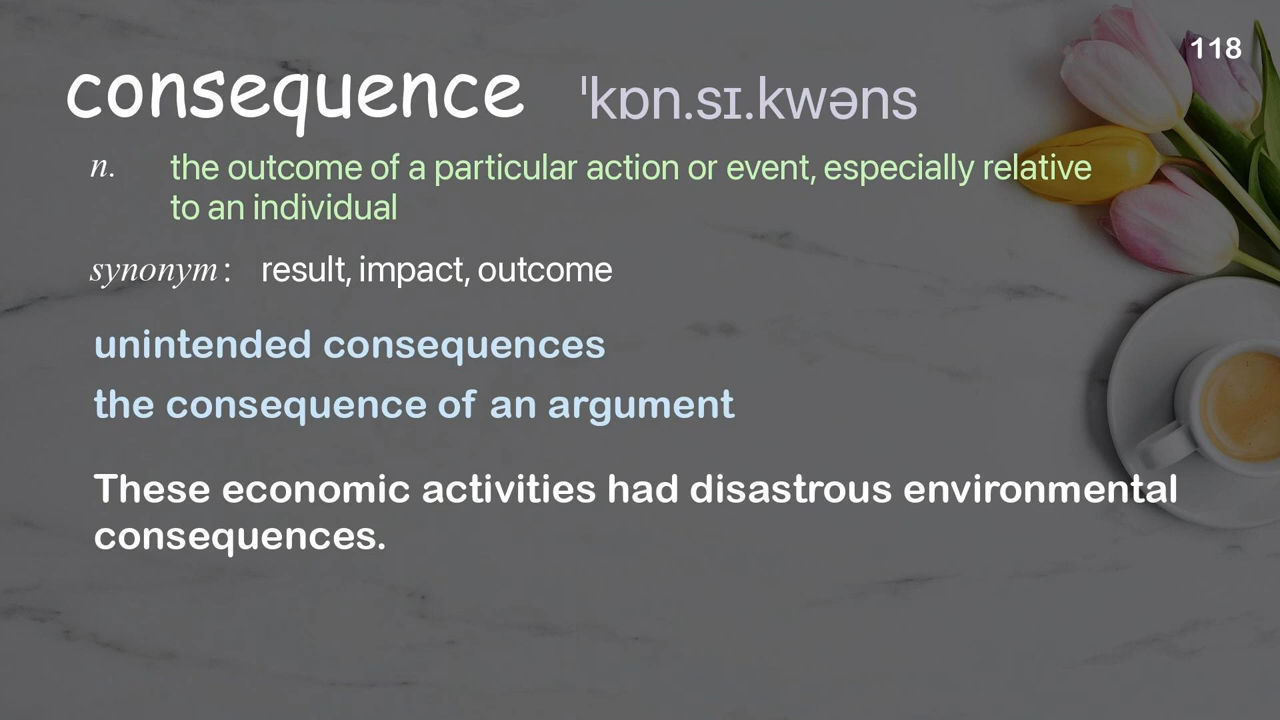 118
consequence ˈkɒn.sɪ.kwəns
n. the outcome of a particular action or event, especially relative
to an individual
synonym: result, impact, outcome
unintended consequences
the consequence of an argument
These economic activities had disastrous environmental
consequences.